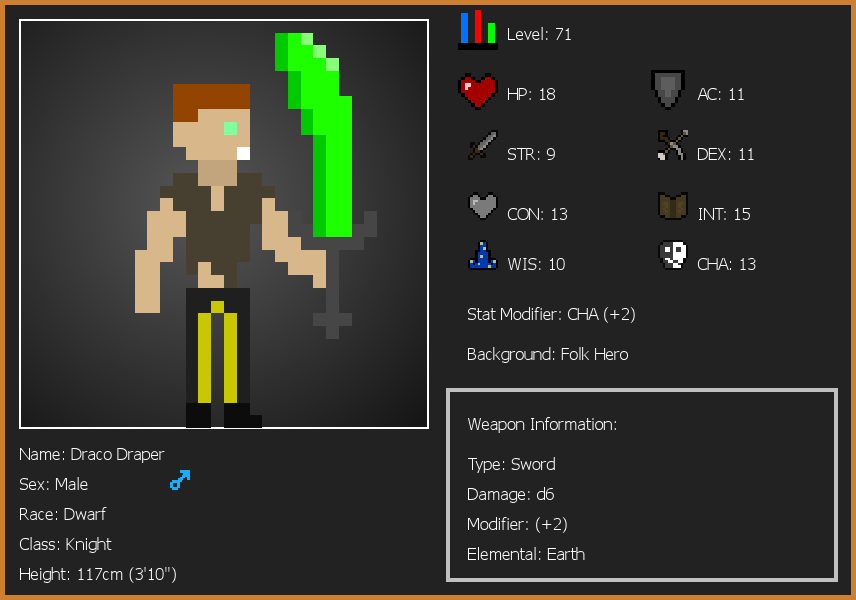 Level: 71
HP: 18
AC: 11
STR: 9
DEX: 11
CON: 13
INT: 15
WIS: 10
CHA: 13
Stat Modifier: CHA (+2)
Background: Folk Hero
Weapon Information:
Type: Sword
Damage: d6
Modifier: (+2)
Elemental: Earth
Name: Draco Draper
Sex: Male
Race: Dwarf
Class: Knight
Height: 117cm (3'10")